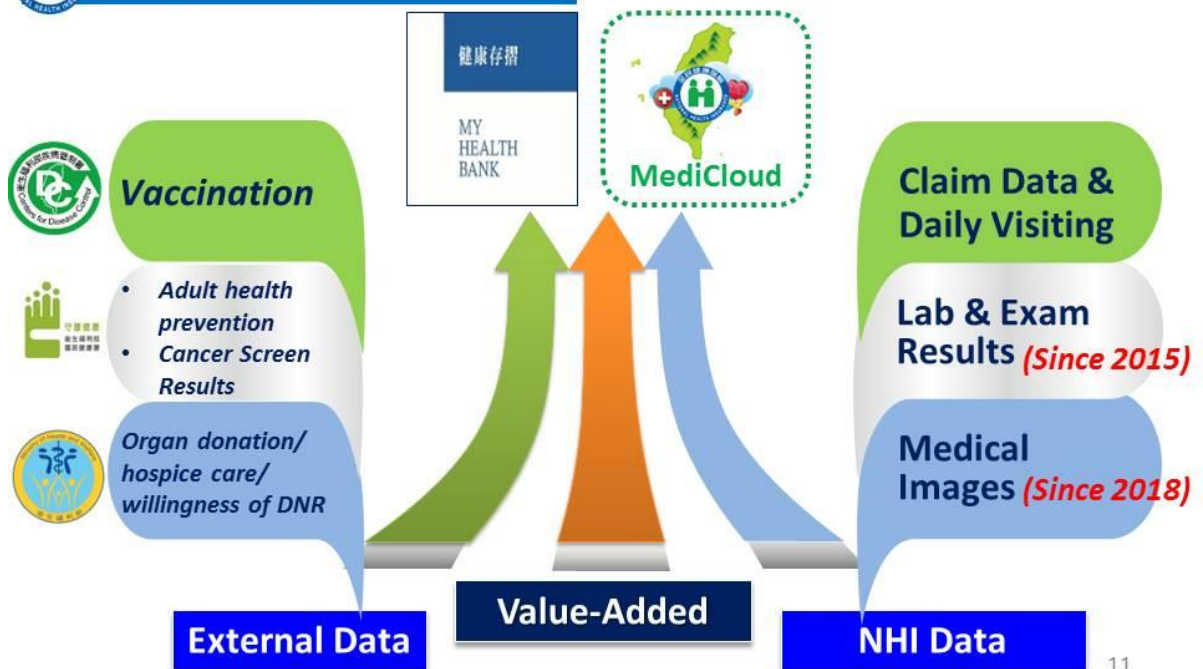 健康存摺
MY
HEALTH
BANK
MediCloud
Vaccination
• Adult health
prevention
• Cancer Screen
Results
Organ donation/
hospice care/
willingness of DNR
Claim Data &
Daily Visiting
Lab & Exam
Results (Since 2015)
Medical
Images (Since 2018)
External Data
Value-Added
NHI Data
11